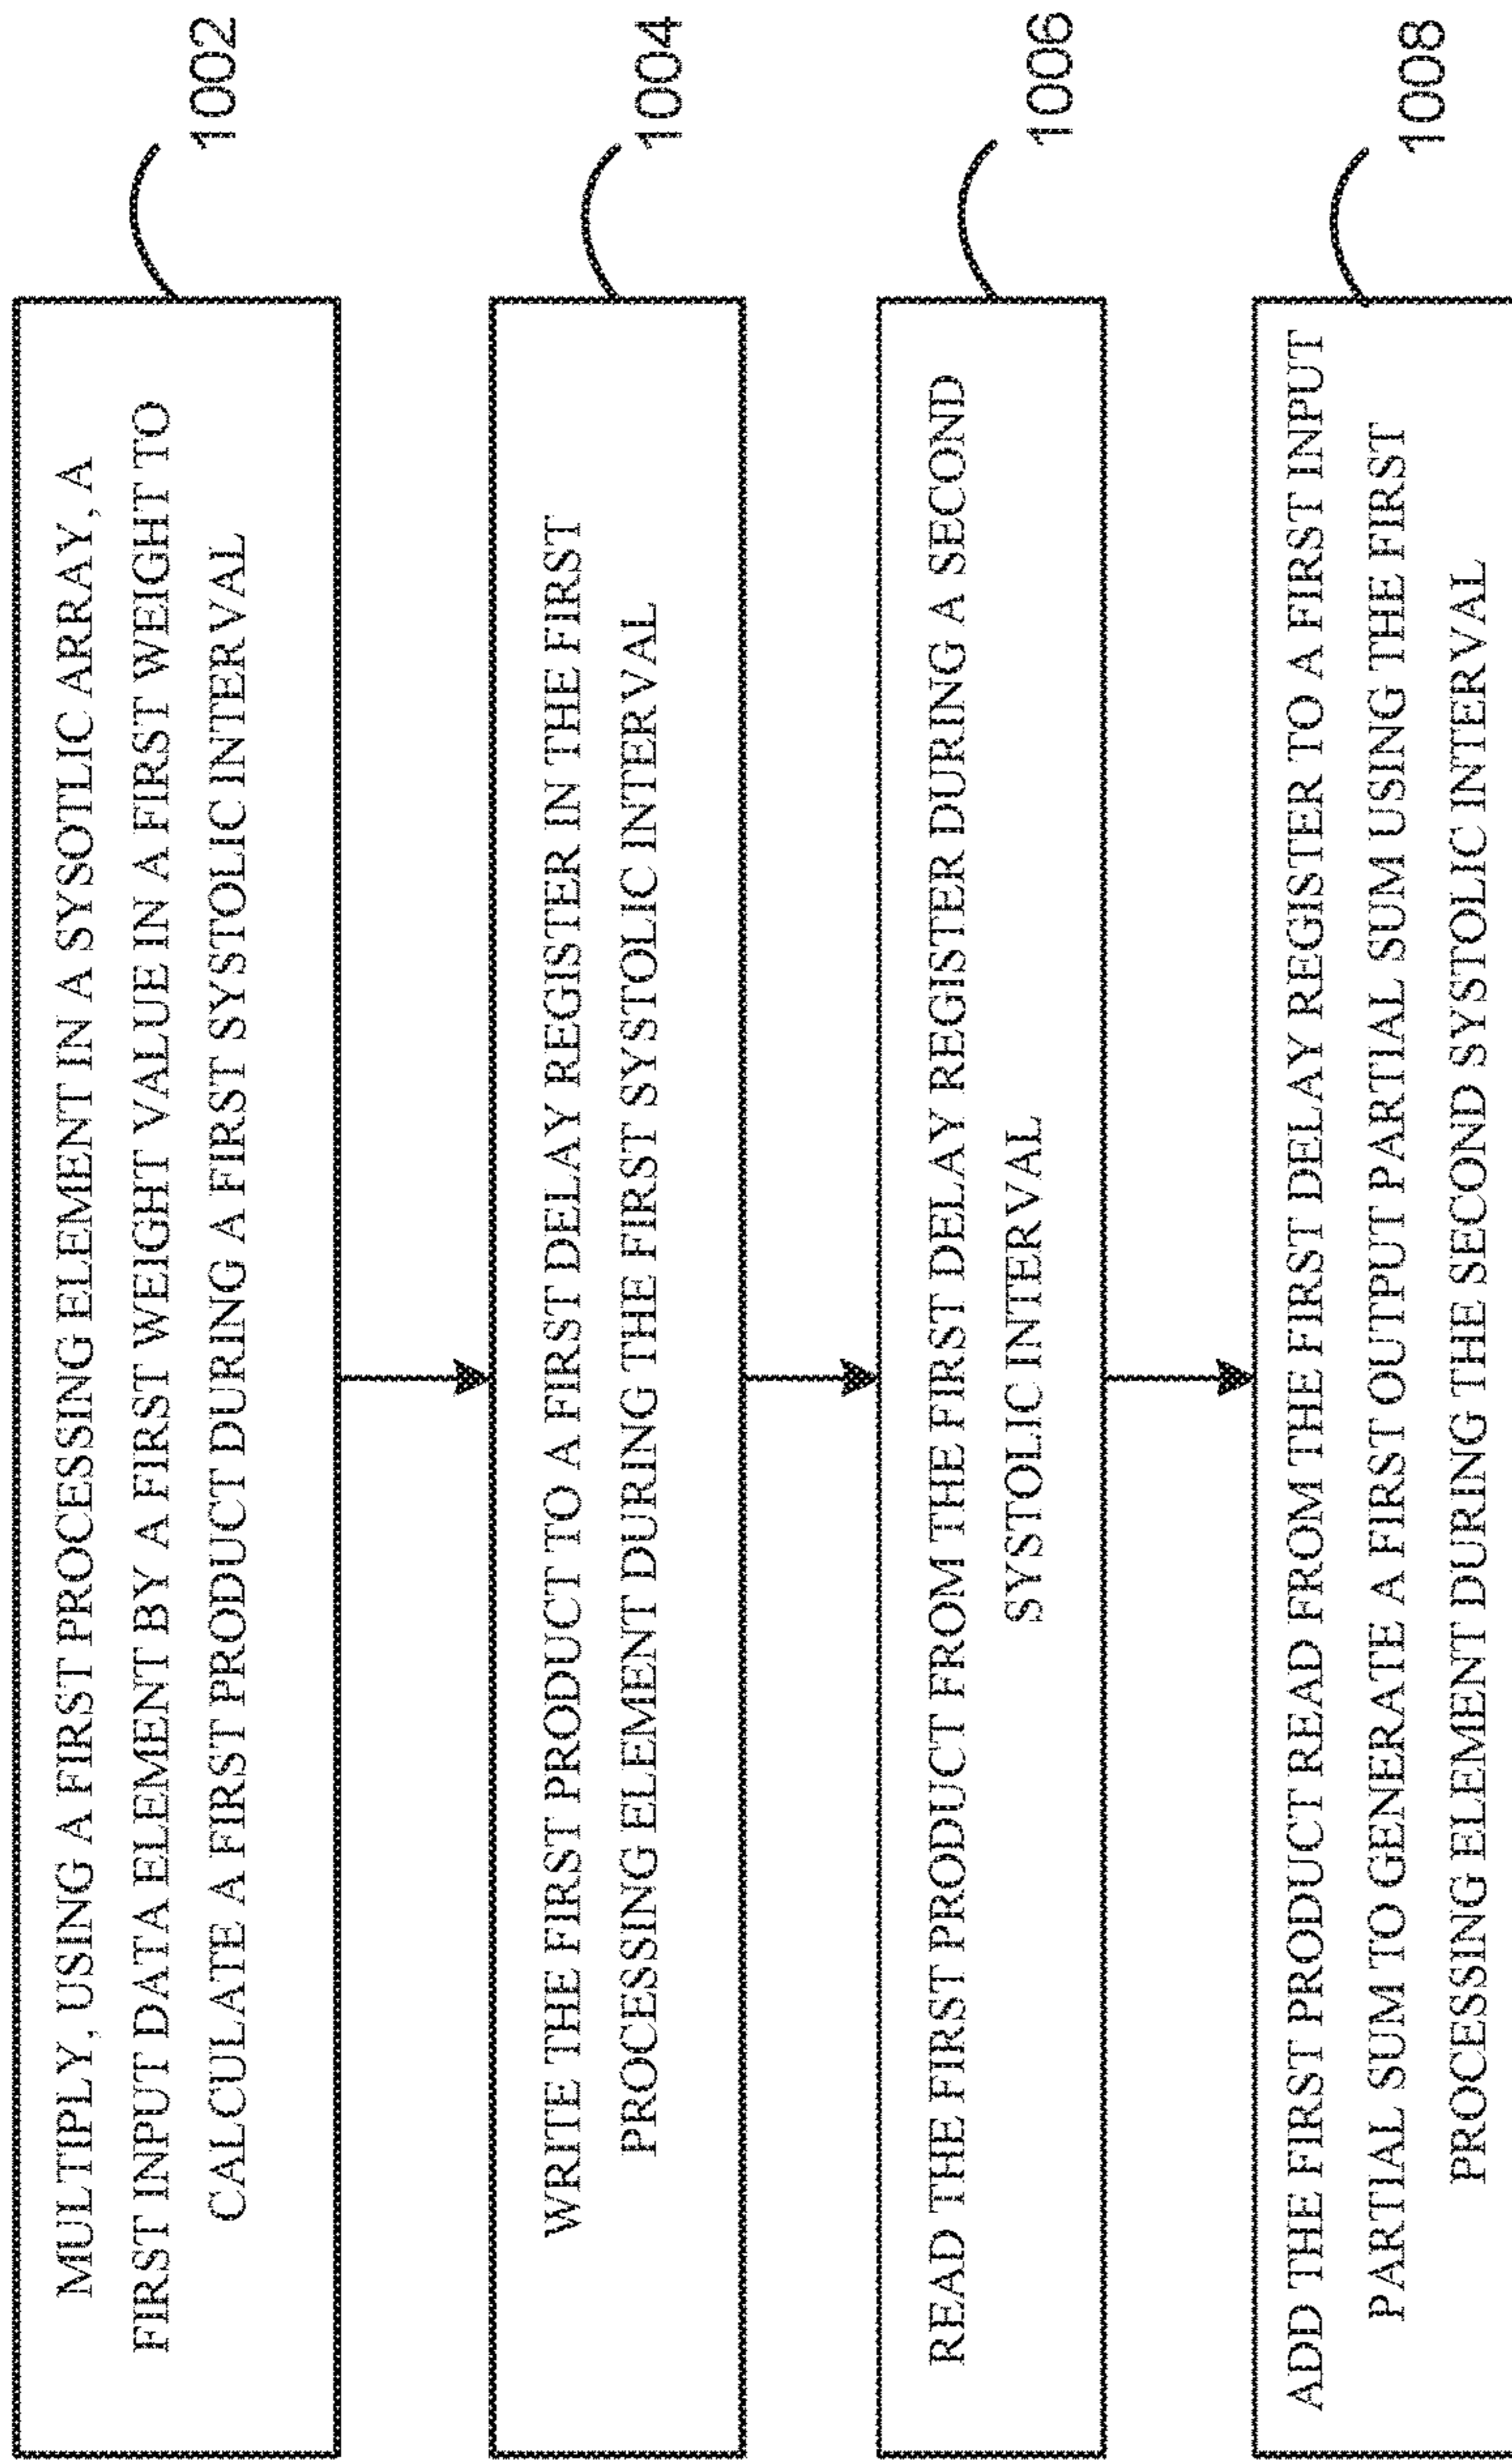 MULTIPLY, USING A FIRST PROCESSING ELEMENT IN A SYSOTLIC ARRAY, A
FIRST INPUT DATA ELEMENT BY A FIRST WEIGHT VALUE IN A FIRST WEIGHT TO
CALCULATE A FIRST PRODUCT DURING A FIRST SYSTOLIC INTERVAL
1002
WRITE THE FIRST PRODUCT TO A FIRST DELAY REGISTER IN THE FIRST
PROCESSING ELEMENT DURING THE FIRST SYSTOLIC INTERVAL
1004
READ THE FIRST PRODUCT FROM THE FIRST DELAY REGISTER DURING A SECOND
SYSTOLIC INTERVAL
1006
ADD THE FIRST PRODUCT READ FROM THE FIRST DELAY REGISTER TO A FIRST INPUT
PARTIAL SUM TO GENERATE A FIRST OUTPUT PARTIAL SUM USING THE FIRST
PROCESSING ELEMENT DURING THE SECOND SYSTOLIC INTERVAL
1008